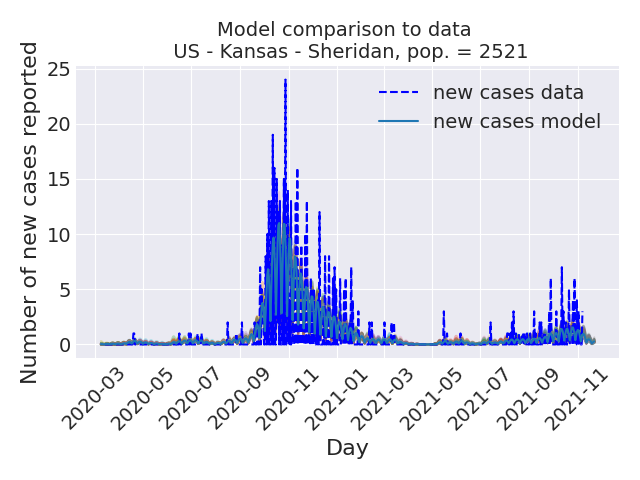 Model comparison to data
US - Kansas - Sheridan, pop. = 2521
Number of new cases reported
25
20
15
10
5
0
new cases data
new cases model
2020-03
2020-05
2020-07
2020-09
2020-11
2021-01
2021-03
2021-05
2021-07
2021-09
2021-11
Day